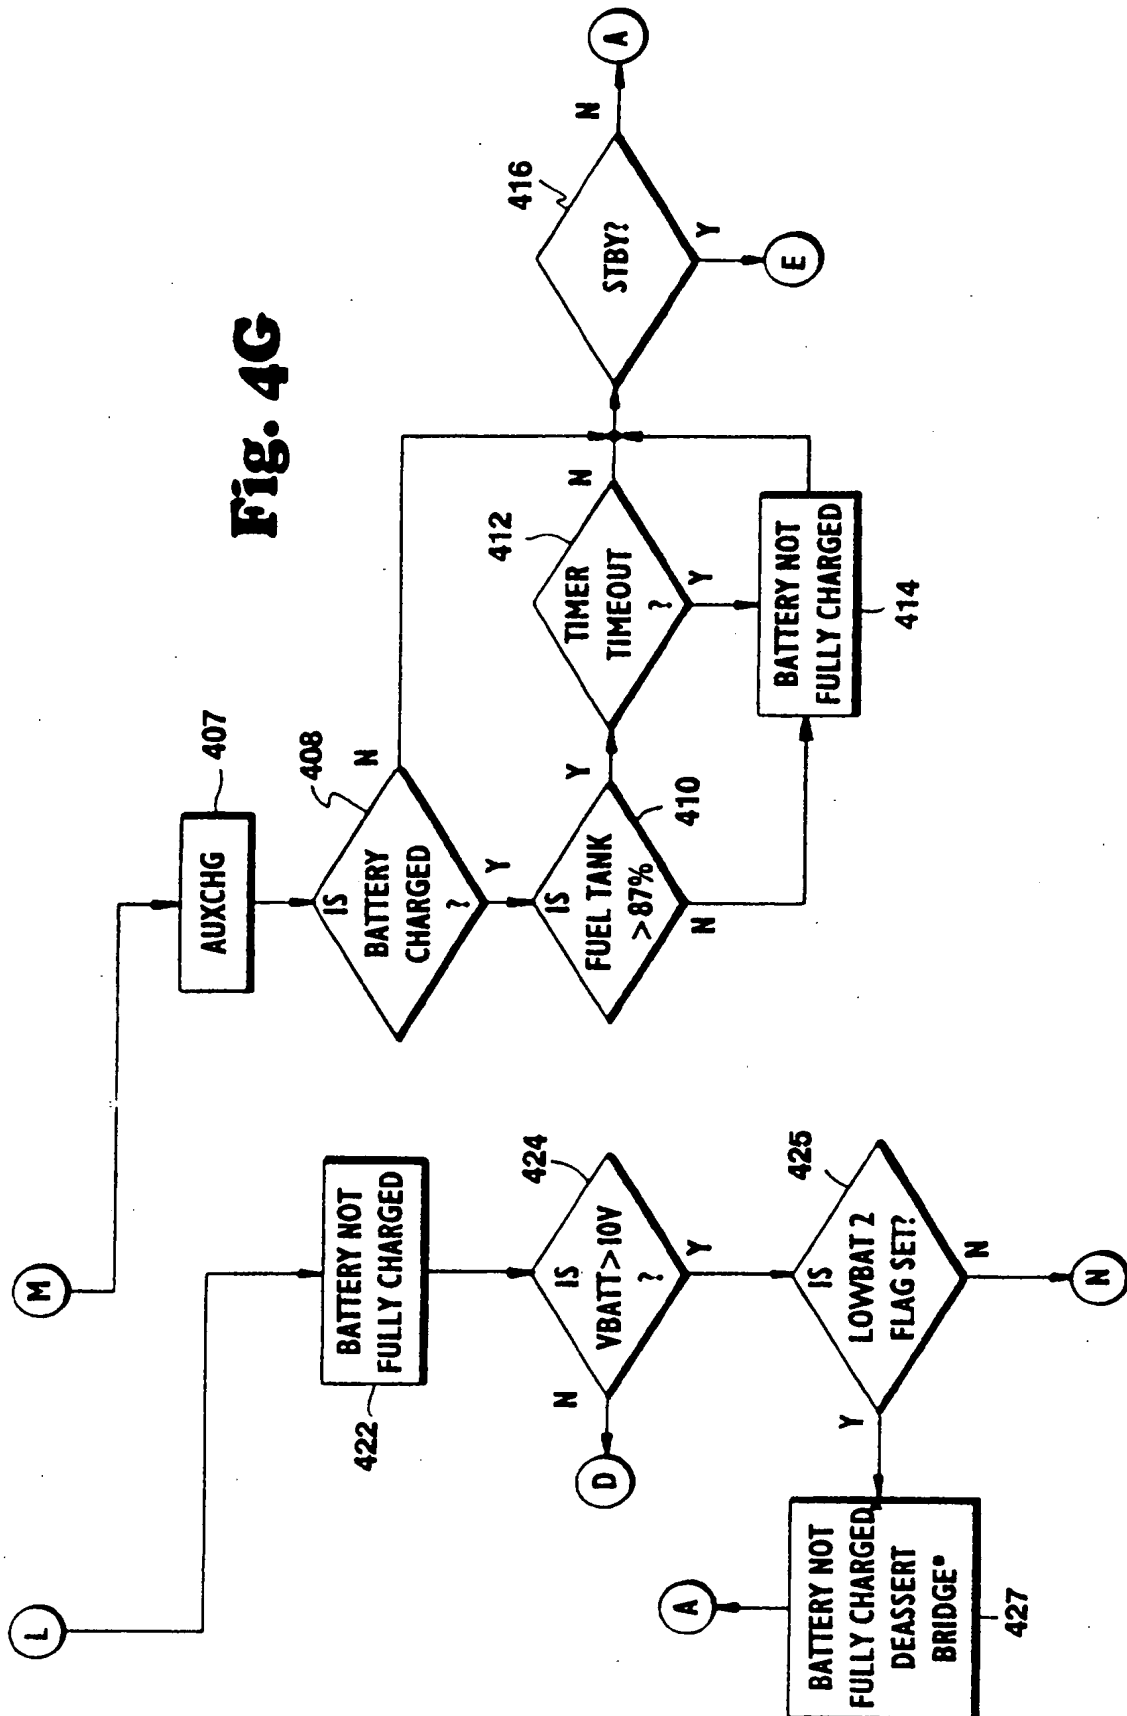 Fig. 4G
L
M
AUXCHG
407
IS
BATTERY
CHARGED
?
408
N
Y
IS
FUEL TANK
>87%
410
Y
N
TIMER
TIMEOUT
?
412
N
Y
BATTERY NOT
FULLY CHARGED
414
STBY?
416
N
A
Y
E
BATTERY NOT
FULLY CHARGED
422
IS
VBATT>10V
?
424
N
D
Y
IS
LOWBAT 2
FLAG SET?
425
N
N
Y
BATTERY NOT
FULLY CHARGED,
DEASSERT
BRIDGE*
427
A